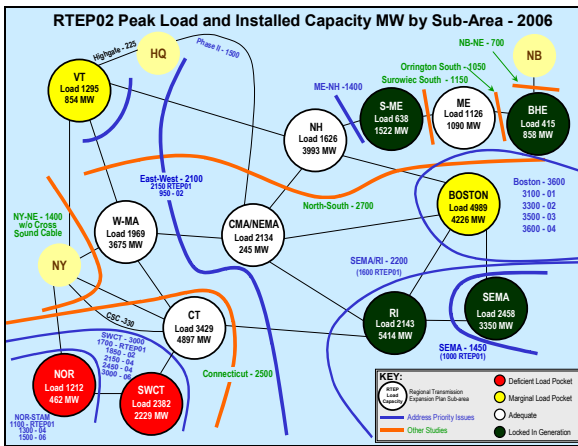 RTEP02 Peak Load and Installed Capacity MW by Sub-Area - 2006
NB-NE - 700
Highgate - 225
HQ
Phase II - 1500
Orrington South - 1050
Surowiec South - 1150
NB
VT
Load 1295
854 MW
ME-NH - 1400
S-ME
Load 638
1522 MW
ME
Load 1126
1090 MW
BHE
Load 415
858 MW
NH
Load 1626
3993 MW
East-West - 2100
2150 RTEP01
950 - 02
North-South - 2700
BOSTON
Load 4989
4226 MW
Boston - 3600
3100 - 01
3300 - 02
3500 - 03
3600 - 04
NY-NE - 1400
w/o Cross
Sound Cable
W-MA
Load 1969
3675 MW
CMA/NEMA
Load 2134
245 MW
NY
SEMA/RI - 2200
(1600 RTEP01)
CSC -330
CT
Load 3429
4897 MW
RI
Load 2143
5414 MW
SEMA
Load 2458
3350 MW
SEMA - 1450
(1000 RTEP01)
SWCT - 3000
1700 - RTEP01
1850 - 02
2150 - 04
2450 - 04
3000 - 06
Connecticut - 2500
NOR
Load 1212
462 MW
SWCT
Load 2382
2229 MW
NOR-STAM
1100 - RTEP01
1300 - 04
1500 - 06
KEY:
RTEP
Load
Capacity
Regional Transmission
Expansion Plan Sub-area
Address Priority Issues
Other Studies
Deficient Load Pocket
Marginal Load Pocket
Adequate
Locked In Generation